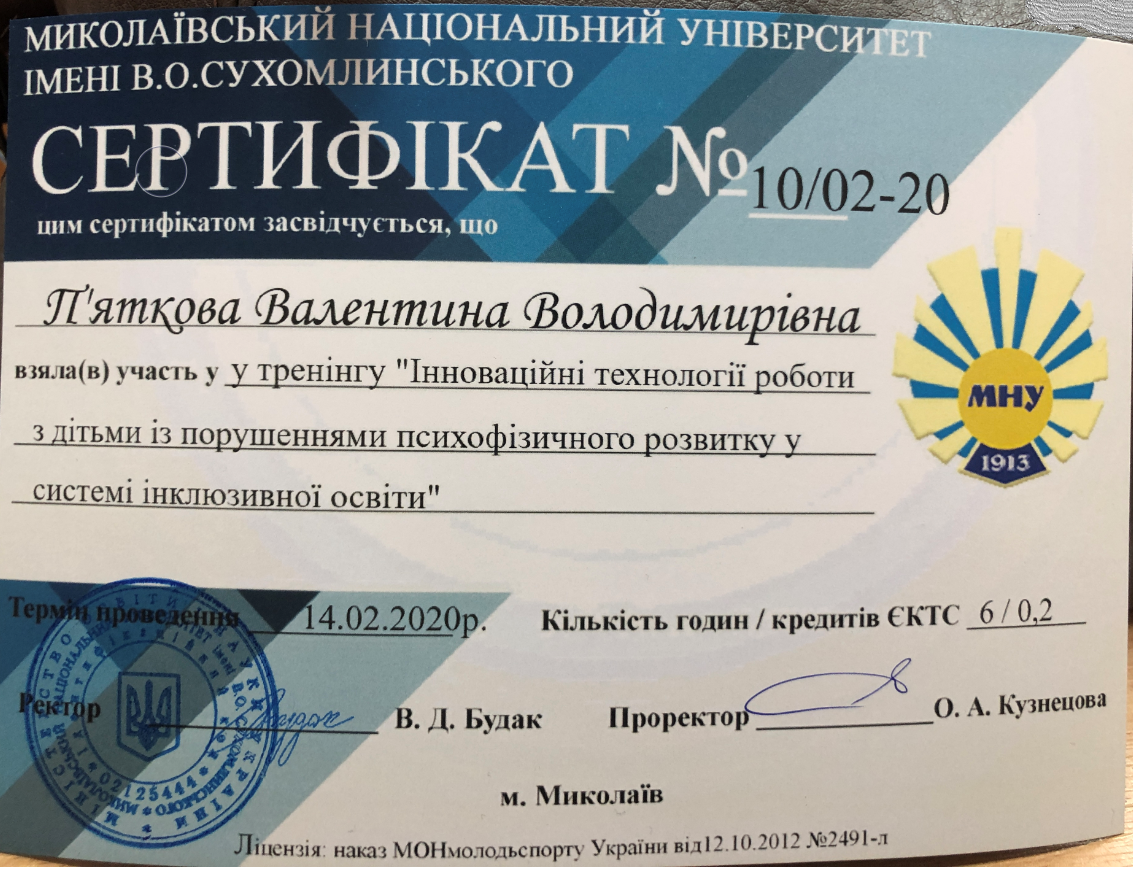 МИКОЛАЇВСЬКИЙ НАЦІОНАЛЬНИЙ УНІВЕРСИТЕТ
ІМЕНІ В.О.СУХОМЛИНСЬКОГО
СЕРТИФІКАТ №10/02-20
цим сертифікатом засвідчується, що
П'яткова Валентина Володимирівна
взяла(в) участь у у тренінгу "Інноваційні технології роботи
з дітьми із порушеннями психофізичного розвитку у
системі інклюзивної освіти"
МНУ
1913
Термін проведення 14.02.2020р. Кількість годин / кредитів ЄКТС 6 / 0,2
Ректор В. Д. Будак Проректор О. А. Кузнецова
02125444
м. Миколаїв
Ліцензія: наказ МОНмолодьспорту України від12.10.2012 №2491-л